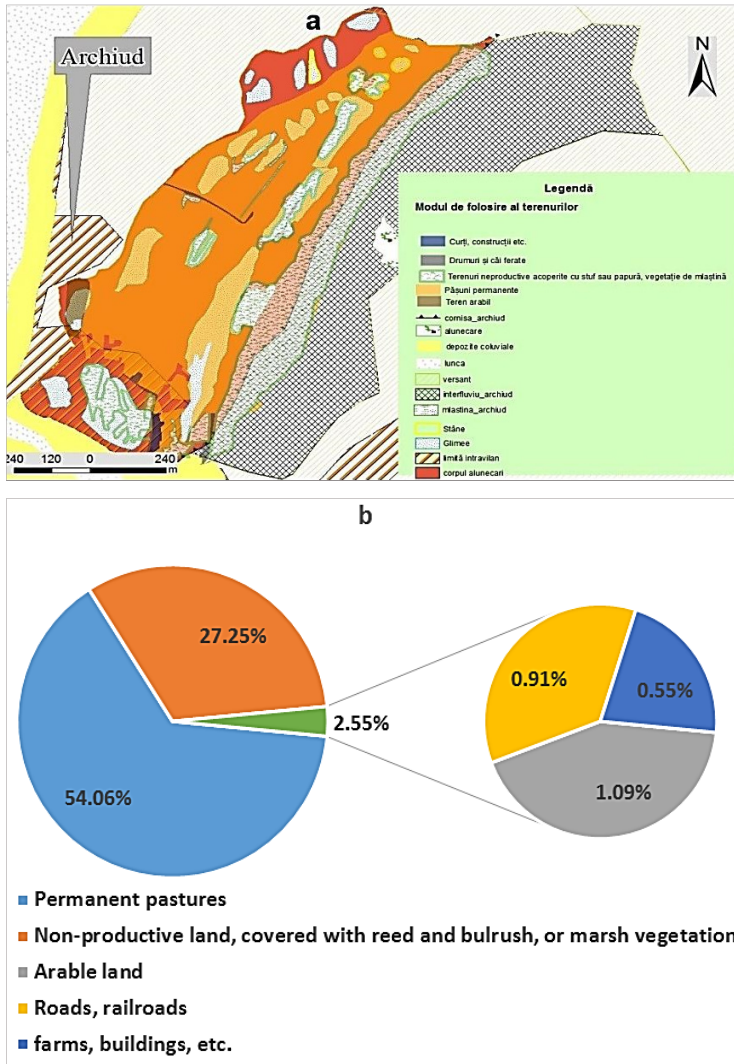 a
Archiud
N
Legendă
Modul de folosire al terenurilor
Curți, construcții etc.
Drumuri și căi ferate
Terenuri neproductive acoperite cu stuf sau papură, vegetație de mlaștină
Pășuni permanente
Teren arabil
cornisa_archiud
alunecare
depozite coluviale
lunca
versant
interfluviu_archiud
mlastina_archiud
Stâne
Glimee
limită intravilan
corpul alunecari
240 120 0 240
m
b
27.25%
2.55%
54.06%
0.91%
0.55%
1.09%
Permanent pastures
Non-productive land, covered with reed and bulrush, or marsh vegetation
Arable land
Roads, railroads
farms, buildings, etc.